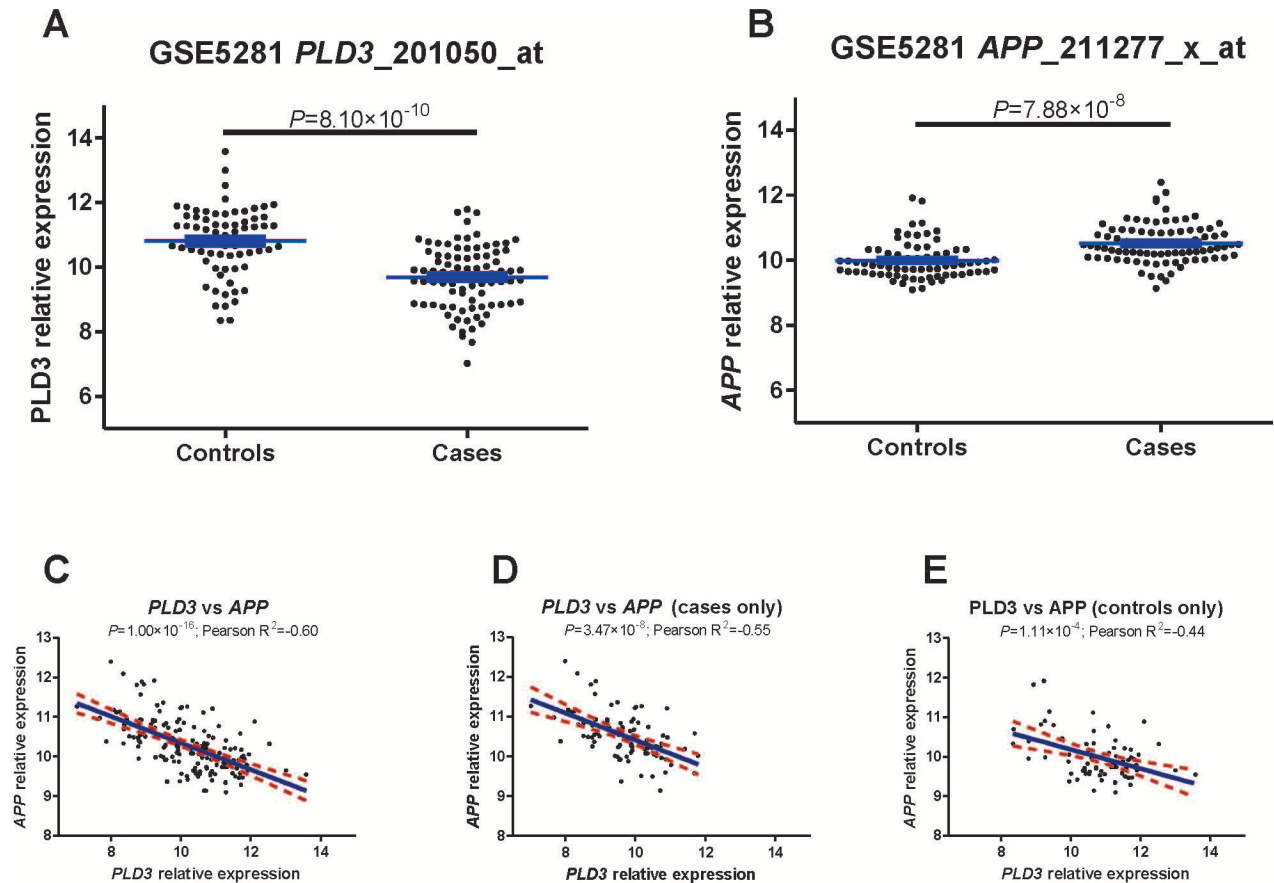 A
GSE5281 PLD3_201050_at
P=8.10×10-10
PLD3 relative expression
14
12
10
8
6
Controls
Cases
B
GSE5281 APP_211277_x_at
P=7.88×10-8
APP relative expression
14
12
10
8
6
Controls
Cases
C
PLD3 vs APP
P=1.00×10-16; Pearson R2=-0.60
APP relative expression
13
12
11
10
9
8
8
10
12
14
PLD3 relative expression
D
PLD3 vs APP (cases only)
P=3.47×10-8; Pearson R2=-0.55
APP relative expression
13
12
11
10
9
8
8
10
12
14
PLD3 relative expression
E
PLD3 vs APP (controls only)
P=1.11×10-4; Pearson R2=-0.44
APP relative expression
13
12
11
10
9
8
8
10
12
14
PLD3 relative expression